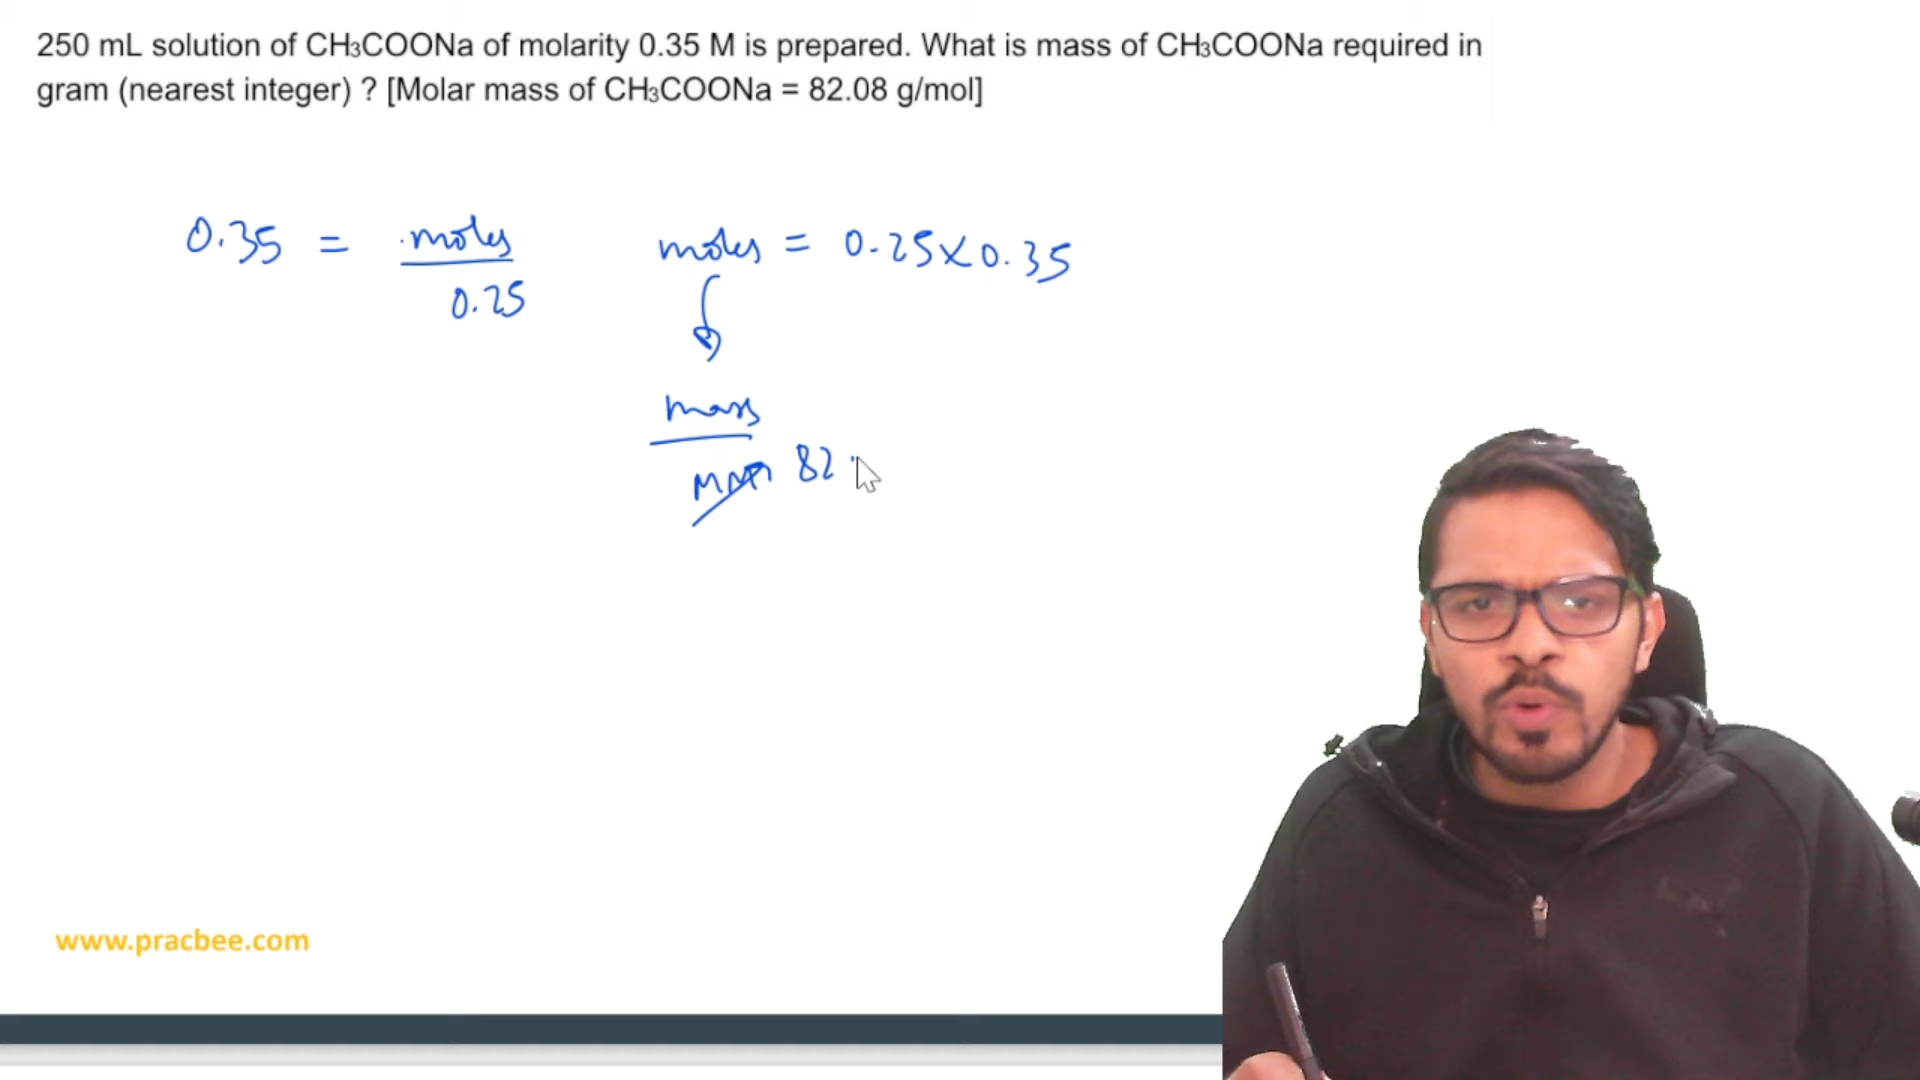 250 mL solution of CH₃COONa of molarity 0.35 M is prepared. What is mass of CH₃COONa required in
gram (nearest integer) ? [Molar mass of CH₃COONa = 82.08 g/mol]
0.35 = moles / 0.25
moles = 0.25 × 0.35
mass
82.
www.pracbee.com